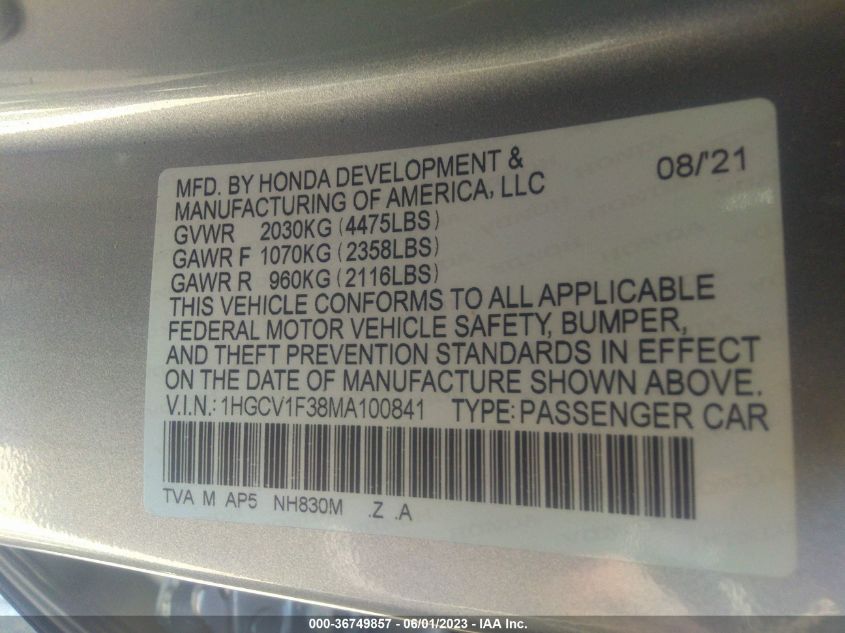 MFD. BY HONDA DEVELOPMENT & 08/'21
MANUFACTURING OF AMERICA, LLC
GVWR 2030KG (4475LBS)
GAWR F 1070KG (2358LBS)
GAWR R 960KG (2116LBS)
THIS VEHICLE CONFORMS TO ALL APPLICABLE
FEDERAL MOTOR VEHICLE SAFETY, BUMPER,
AND THEFT PREVENTION STANDARDS IN EFFECT
ON THE DATE OF MANUFACTURE SHOWN ABOVE.
V.I.N.: 1HGCV1F38MA100841 TYPE: PASSENGER CAR
TVA M AP5 NH830M .Z .A
000-36749857 - 06/01/2023 - IAA Inc.